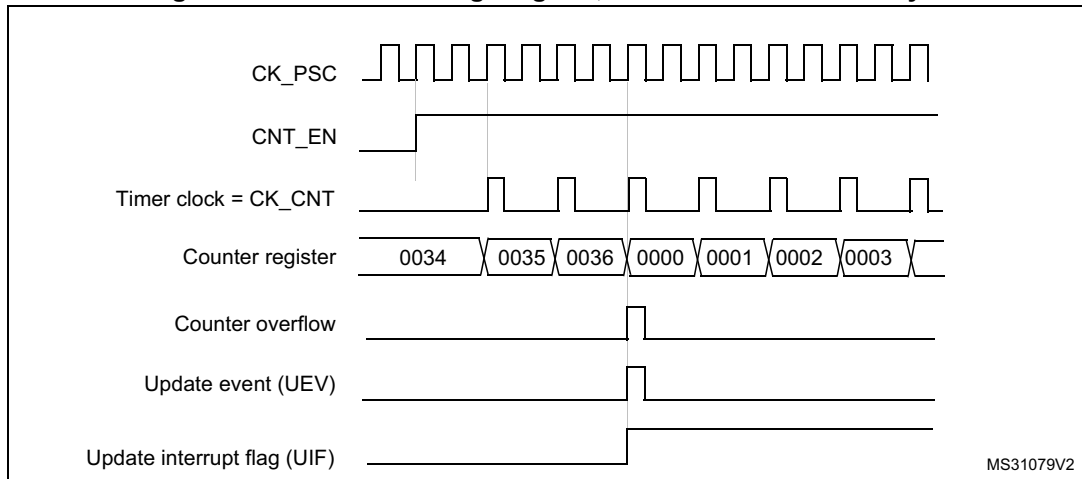 CK_PSC
CNT_EN
Timer clock = CK_CNT
Counter register 0034 0035 0036 0000 0001 0002 0003
Counter overflow
Update event (UEV)
Update interrupt flag (UIF)
MS31079V2